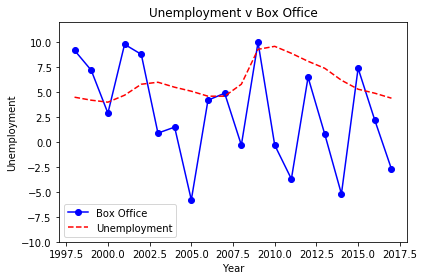 Unemployment v Box Office
10.0
7.5
5.0
2.5
0.0
−2.5
−5.0
−7.5
−10.0
Unemployment
Box Office
Unemployment
1997.5 2000.0 2002.5 2005.0 2007.5 2010.0 2012.5 2015.0 2017.5
Year